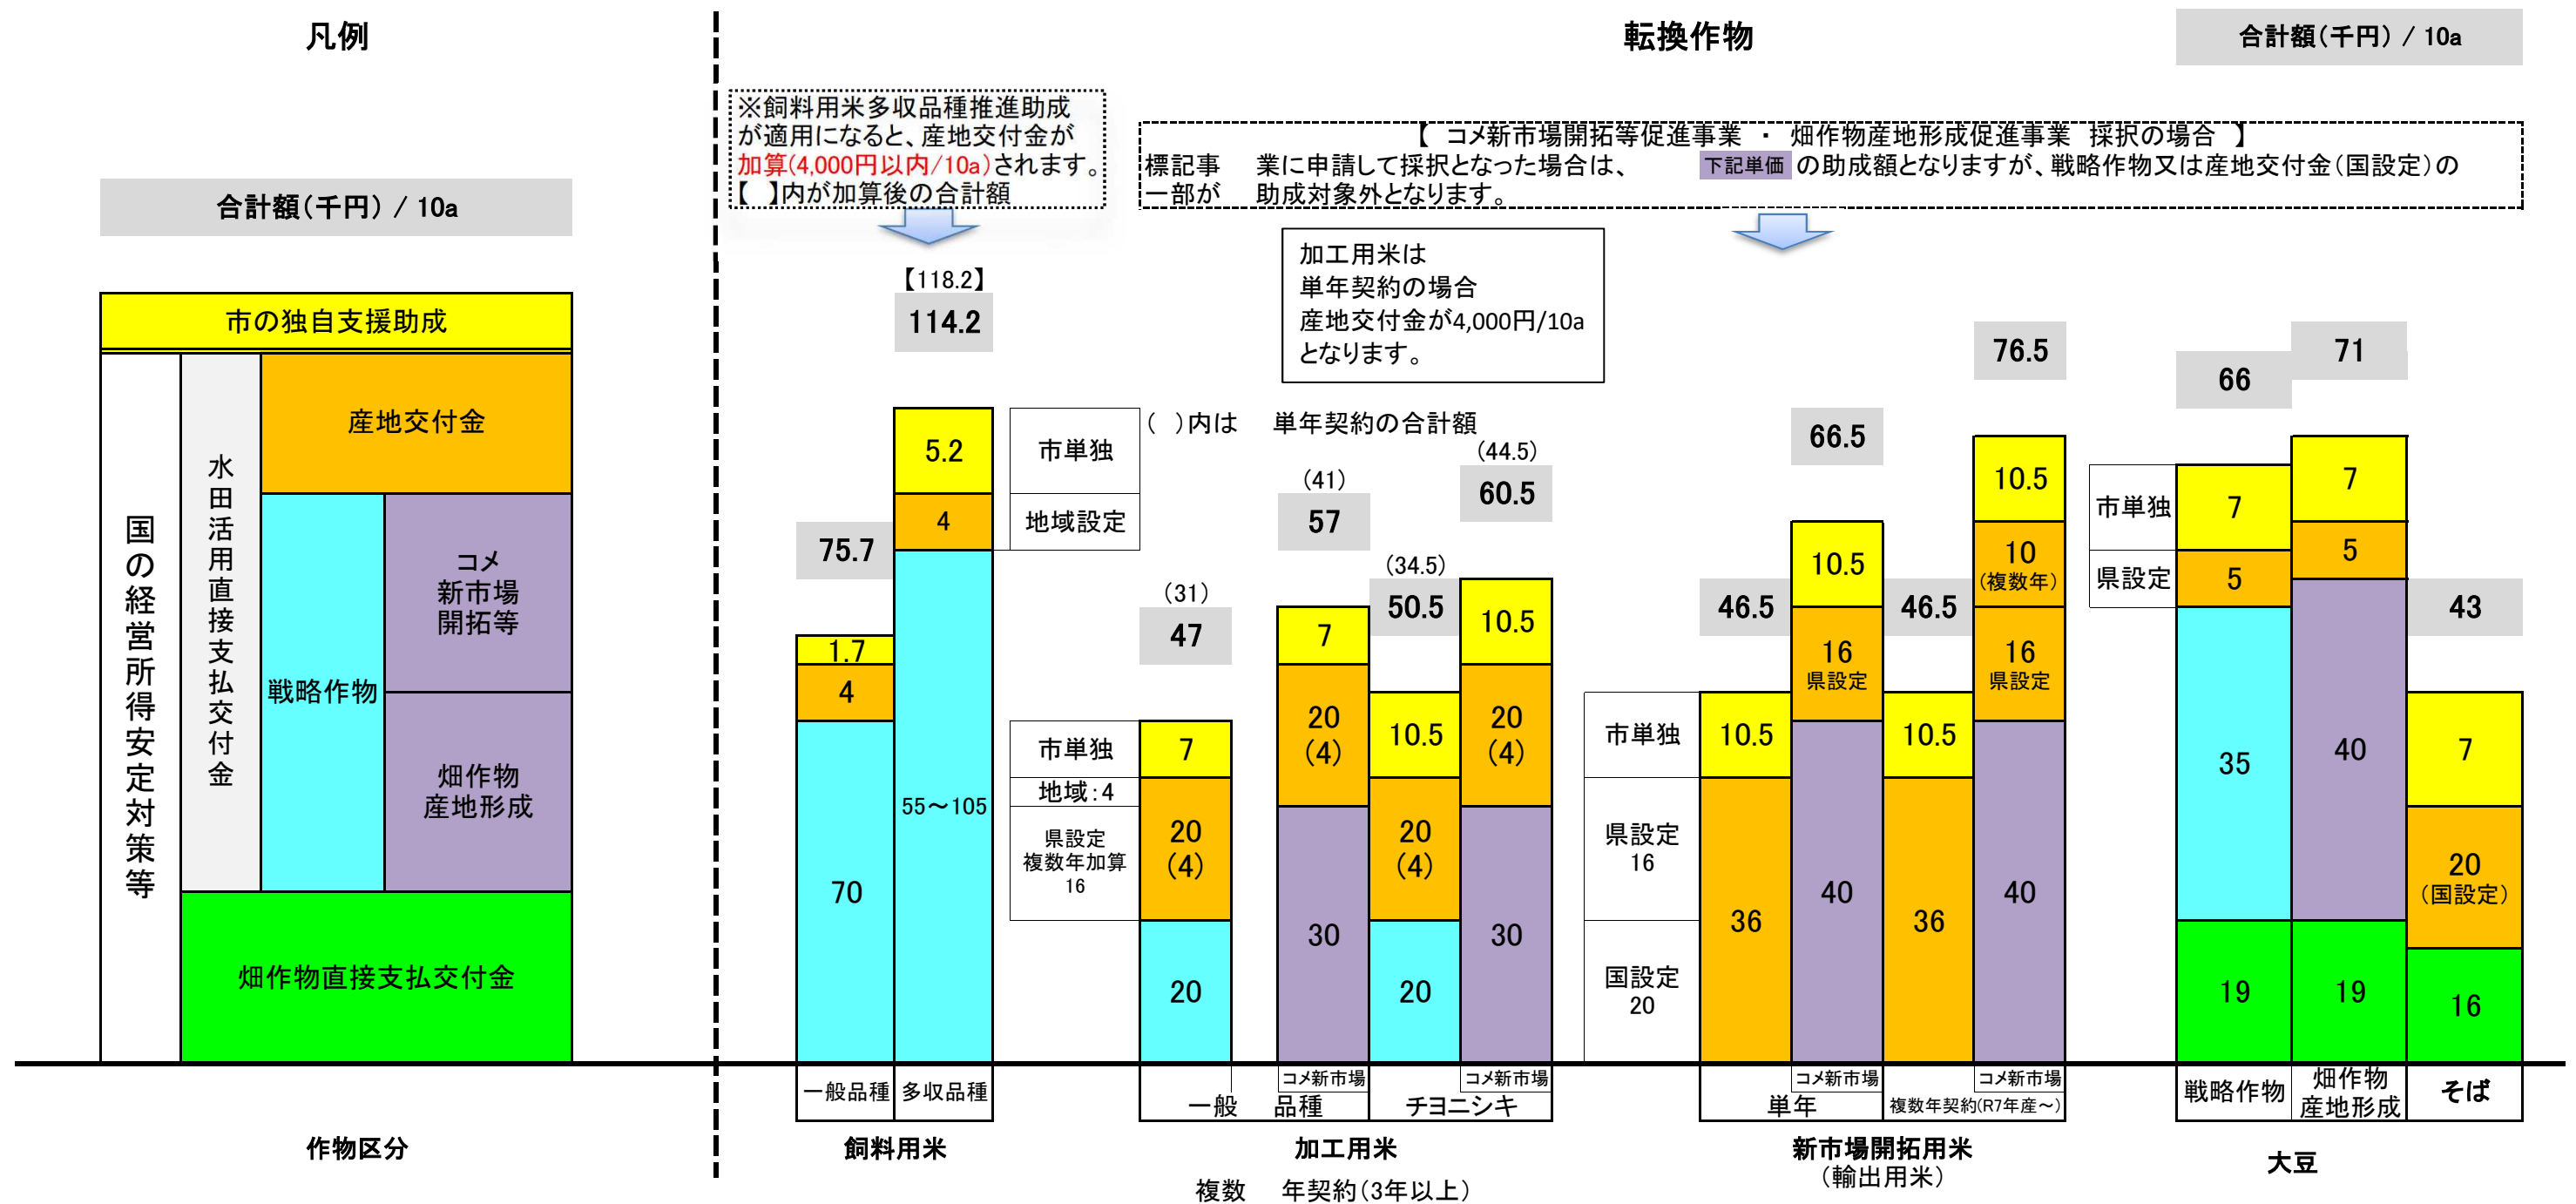 凡例
転換作物
合計額(千円) / 10a
※飼料用米多収品種推進助成
が適用になると、産地交付金が
加算(4,000円以内/10a)されます。
【　】内が加算後の合計額
【　コメ新市場開拓等促進事業　・　畑作物産地形成促進事業　採択の場合　】
標記事　業に申請して採択となった場合は、　下記単価 の助成額となりますが、戦略作物又は産地交付金(国設定)の
一部が　助成対象外となります。
合計額(千円) / 10a
市の独自支援助成
国の経営所得安定対策等
水田活用直接支払交付金
産地交付金
戦略作物
コメ
新市場
開拓等
畑作物
産地形成
畑作物直接支払交付金
作物区分
加工用米は
単年契約の場合
産地交付金が4,000円/10a
となります。
75.7
1.7
4
70
一般品種
【118.2】
114.2
5.2
4
55～105
多収品種
市単独
地域設定
飼料用米
(　)内は　単年契約の合計額
市単独
地域:4
県設定
複数年加算
16
(31)
47
7
20
(4)
20
(41)
57
7
20
(4)
30
コメ新市場
一般　品種
(34.5)
50.5
10.5
20
(4)
20
(44.5)
60.5
10.5
20
(4)
30
コメ新市場
チヨニシキ
加工用米
複数　年契約(3年以上)
市単独
県設定
16
国設定
20
46.5
10.5
36
66.5
10.5
16
県設定
40
コメ新市場
単年
46.5
10.5
36
76.5
10.5
10
(複数年)
16
県設定
40
コメ新市場
複数年契約(R7年産～)
新市場開拓用米
(輸出用米)
市単独
県設定
66
7
5
35
19
戦略作物
71
7
5
40
19
畑作物
産地形成
43
7
20
(国設定)
16
そば
大豆